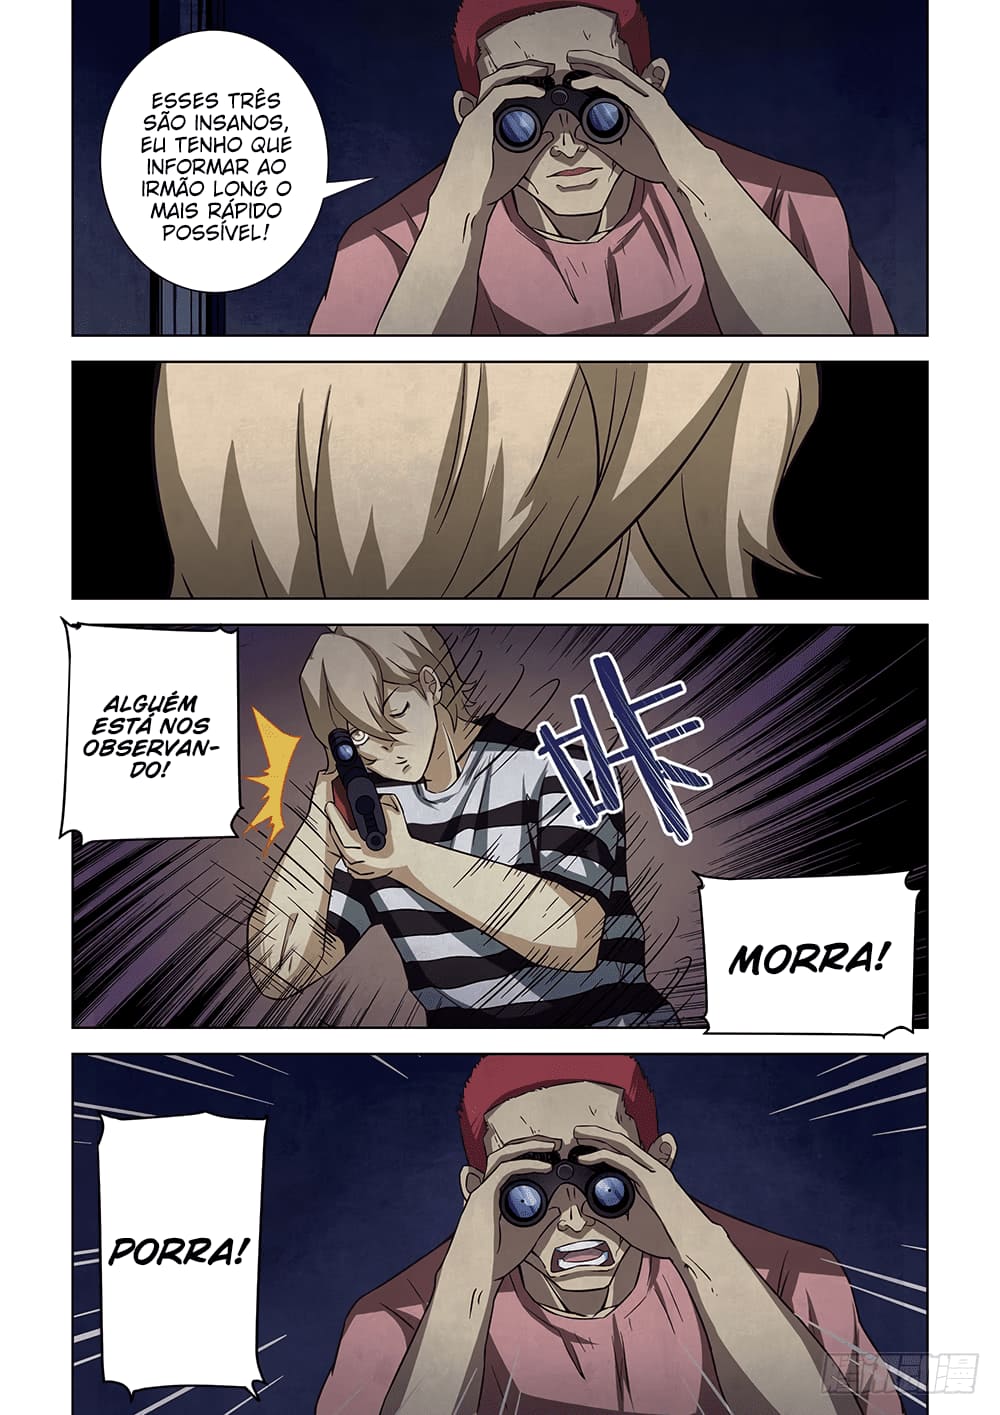 ESSES TRÊS
SÃO INSANOS,
EU TENHO QUE
INFORMAR AO
IRMÃO LONG O
MAIS RÁPIDO
POSSÍVEL!
ALGUÉM
ESTÁ NOS
OBSERVAN-
DO!
MORRA!
PORRA!